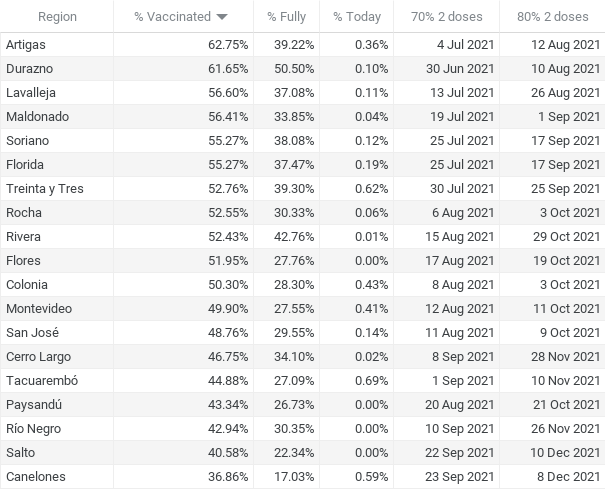 Region % Vaccinated % Fully % Today 70% 2 doses 80% 2 doses
Artigas 62.75% 39.22% 0.36% 4 Jul 2021 12 Aug 2021
Durazno 61.65% 50.50% 0.10% 30 Jun 2021 10 Aug 2021
Lavalleja 56.60% 37.08% 0.11% 13 Jul 2021 26 Aug 2021
Maldonado 56.41% 33.85% 0.04% 19 Jul 2021 1 Sep 2021
Soriano 55.27% 38.08% 0.12% 25 Jul 2021 17 Sep 2021
Florida 55.27% 37.47% 0.19% 25 Jul 2021 17 Sep 2021
Treinta y Tres 52.76% 39.30% 0.62% 30 Jul 2021 25 Sep 2021
Rocha 52.55% 30.33% 0.06% 6 Aug 2021 3 Oct 2021
Rivera 52.43% 42.76% 0.01% 15 Aug 2021 29 Oct 2021
Flores 51.95% 27.76% 0.00% 17 Aug 2021 19 Oct 2021
Colonia 50.30% 28.30% 0.43% 8 Aug 2021 3 Oct 2021
Montevideo 49.90% 27.55% 0.41% 12 Aug 2021 11 Oct 2021
San José 48.76% 29.55% 0.14% 11 Aug 2021 9 Oct 2021
Cerro Largo 46.75% 34.10% 0.02% 8 Sep 2021 28 Nov 2021
Tacuarembó 44.88% 27.09% 0.69% 1 Sep 2021 10 Nov 2021
Paysandú 43.34% 26.73% 0.00% 20 Aug 2021 21 Oct 2021
Río Negro 42.94% 30.35% 0.00% 10 Sep 2021 26 Nov 2021
Salto 40.58% 22.34% 0.00% 22 Sep 2021 10 Dec 2021
Canelones 36.86% 17.03% 0.59% 23 Sep 2021 8 Dec 2021